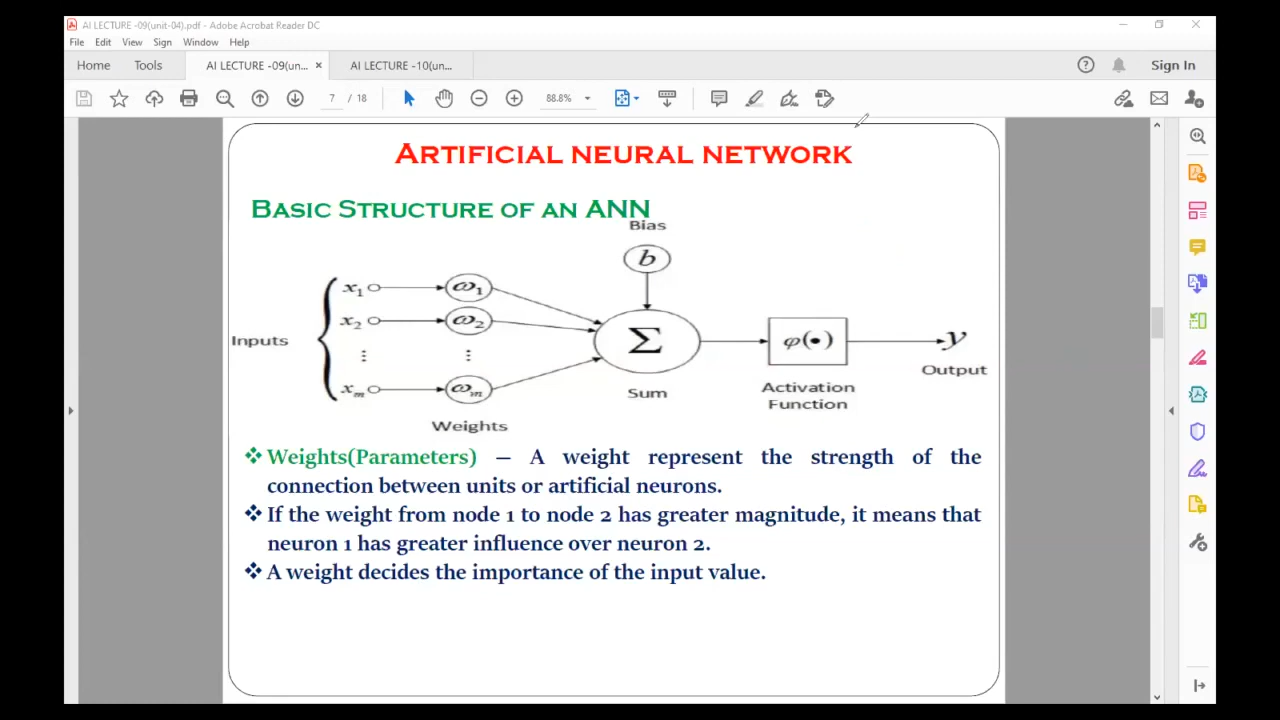 AI LECTURE -09(unit-04).pdf - Adobe Acrobat Reader DC
File Edit View Sign Window Help
Home Tools AI LECTURE -09(un... × AI LECTURE -10(un... Sign In
7 / 18 88.8%
ARTIFICIAL NEURAL NETWORK
BASIC STRUCTURE OF AN ANN
Bias
b
x1 ω1
x2 ω2
Inputs ⋮ ⋮ Σ φ(•) y
Output
xm ωm Sum Activation
Function
Weights
❖ Weights(Parameters) – A weight represent the strength of the
connection between units or artificial neurons.
❖ If the weight from node 1 to node 2 has greater magnitude, it means that
neuron 1 has greater influence over neuron 2.
❖ A weight decides the importance of the input value.